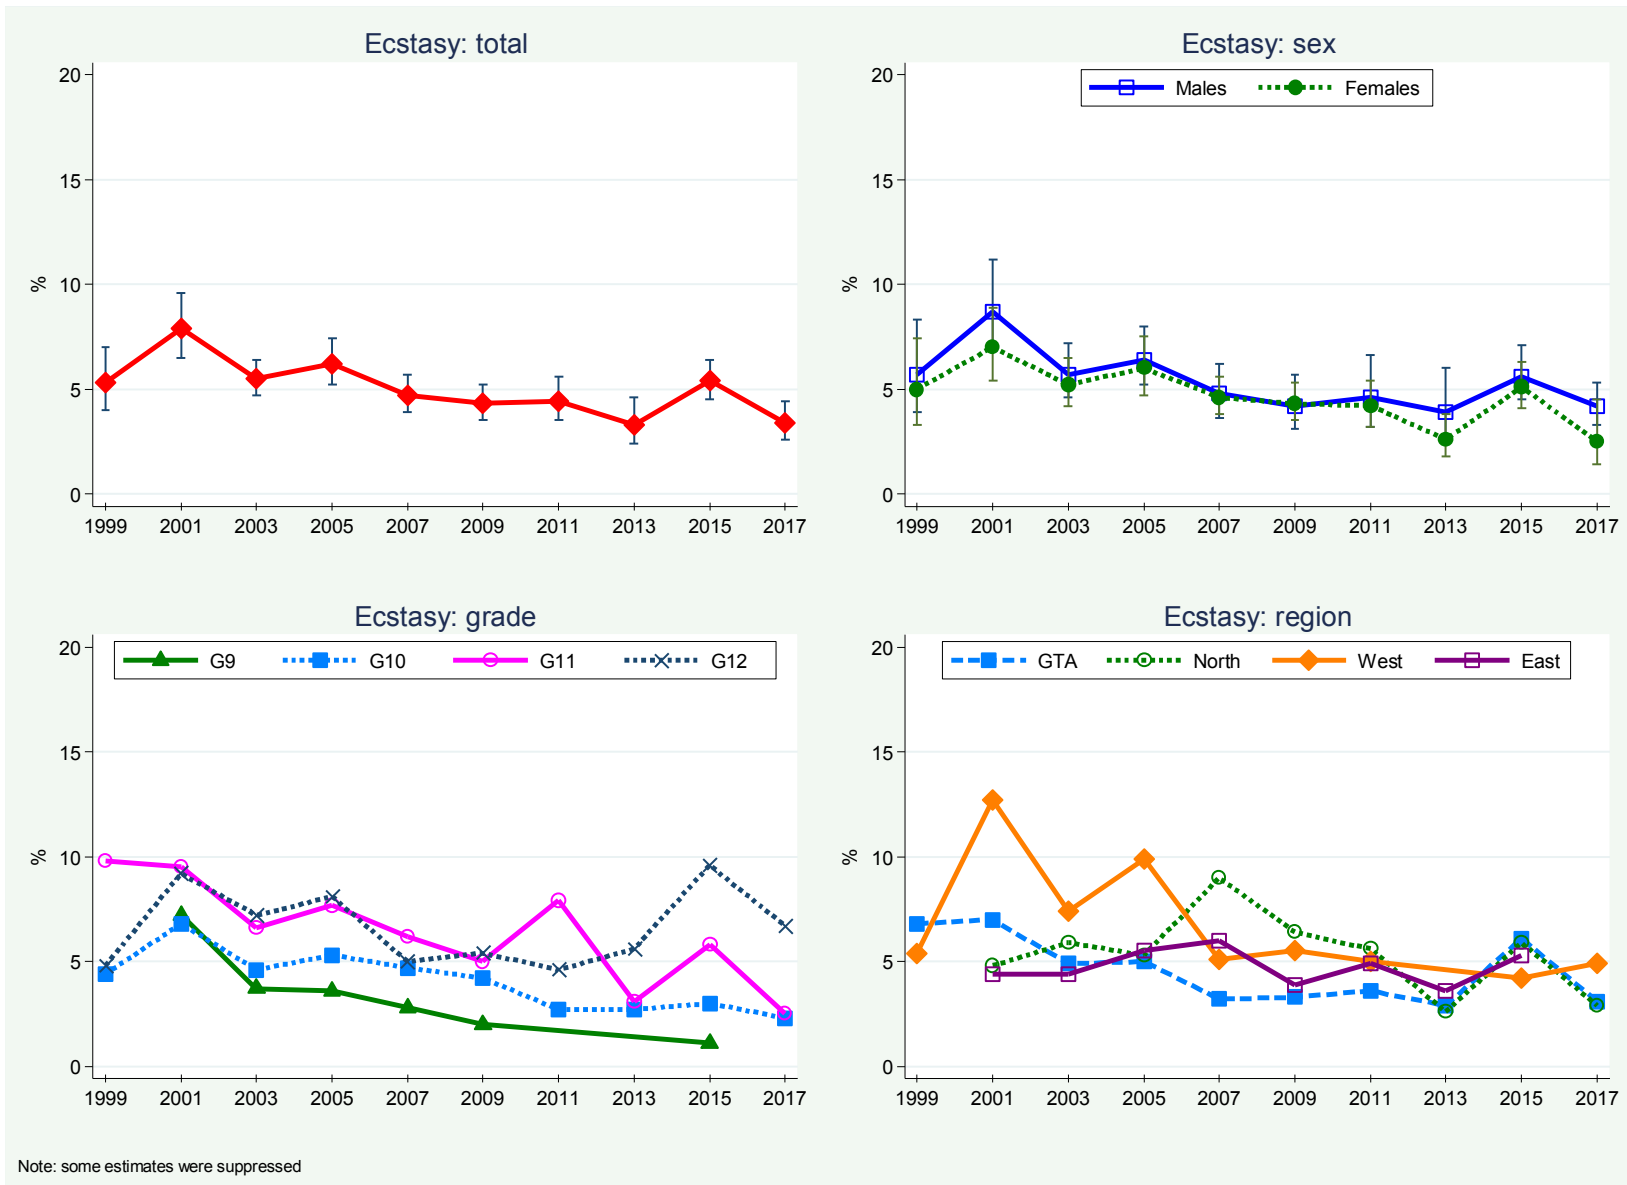 Ecstasy: total
20
15
10
5
0
%
1999 2001 2003 2005 2007 2009 2011 2013 2015 2017
Ecstasy: sex
Males Females
20
15
10
5
0
%
1999 2001 2003 2005 2007 2009 2011 2013 2015 2017
Ecstasy: grade
G9 G10 G11 G12
20
15
10
5
0
%
1999 2001 2003 2005 2007 2009 2011 2013 2015 2017
Ecstasy: region
GTA North West East
20
15
10
5
0
%
1999 2001 2003 2005 2007 2009 2011 2013 2015 2017
Note: some estimates were suppressed